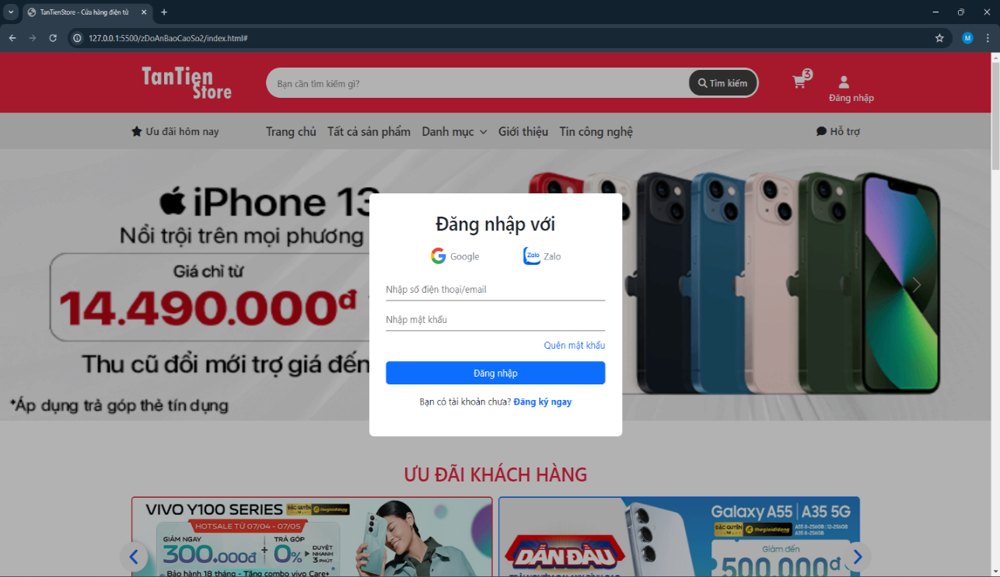 TanTienStore - Cửa hàng điện tử
127.0.0.1:5500/zDoAnBaoCaoSo2/index.html#
M
TanTien
Store
Bạn cần tìm kiếm gì?
Tìm kiếm
3
Đăng nhập
Ưu đãi hôm nay
Trang chủ
Tất cả sản phẩm
Danh mục
Giới thiệu
Tin công nghệ
Hỗ trợ
iPhone 13
Nổi trội trên mọi phương
Giá chỉ từ
14.490.000đ
Thu cũ đổi mới trợ giá đến
*Áp dụng trả góp thẻ tín dụng
Đăng nhập với
Google
Zalo
Zalo
Nhập số điện thoại/email
Nhập mật khẩu
Quên mật khẩu
Đăng nhập
Bạn có tài khoản chưa? Đăng ký ngay
ƯU ĐÃI KHÁCH HÀNG
VIVO Y100 SERIES
ĐẶC QUYỀN
thegioididong
HOTSALE TỪ 07/04 - 07/05
GIẢM NGAY
300.000đ
+
TRẢ GÓP
0%
DUYỆT
NHANH
3 PHÚT
Bảo hành 18 tháng - Tặng combo vivo Care+
DẪN ĐẦU
Galaxy A55 | A35 5G
ĐẶC QUYỀN
thegioididong
Giảm đến
500.000đ